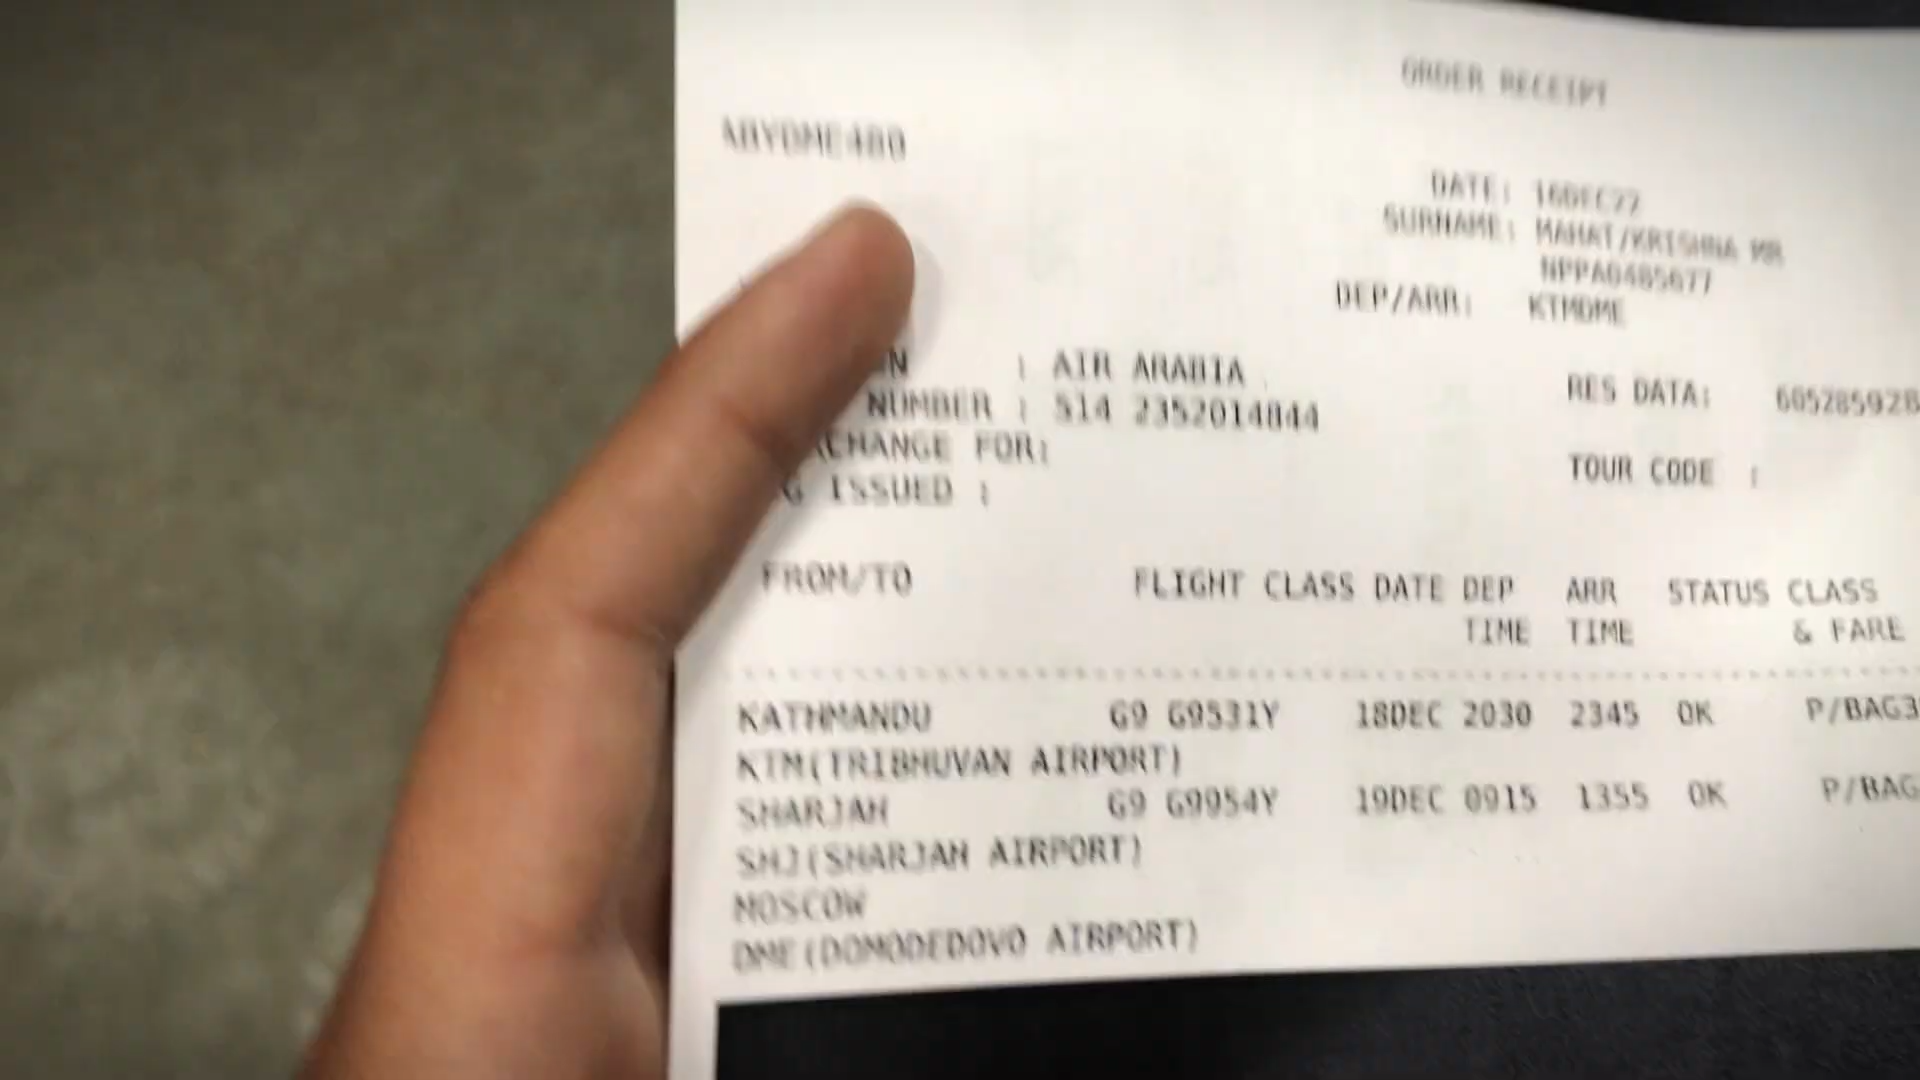 ORDER RECEIPT
DATE: 16DEC22
SURNAME: MAHAT/KRISHNA MR
DEP/ARR: KTMDME
: AIR ARABIA
NUMBER : 514 2352014844
RES DATA: 605285928
FOR:
ISSUED :
TOUR CODE :
FROM/TO FLIGHT CLASS DATE DEP ARR STATUS CLASS
TIME TIME & FARE
KATHMANDU G9 G9531Y 18DEC 2030 2345 OK P/BAG3
KTM(TRIBHUVAN AIRPORT)
SHARJAH G9 G9954Y 19DEC 0915 1355 OK P/BAG
SHJ(SHARJAH AIRPORT)
MOSCOW
DME(DOMODEDOVO AIRPORT)